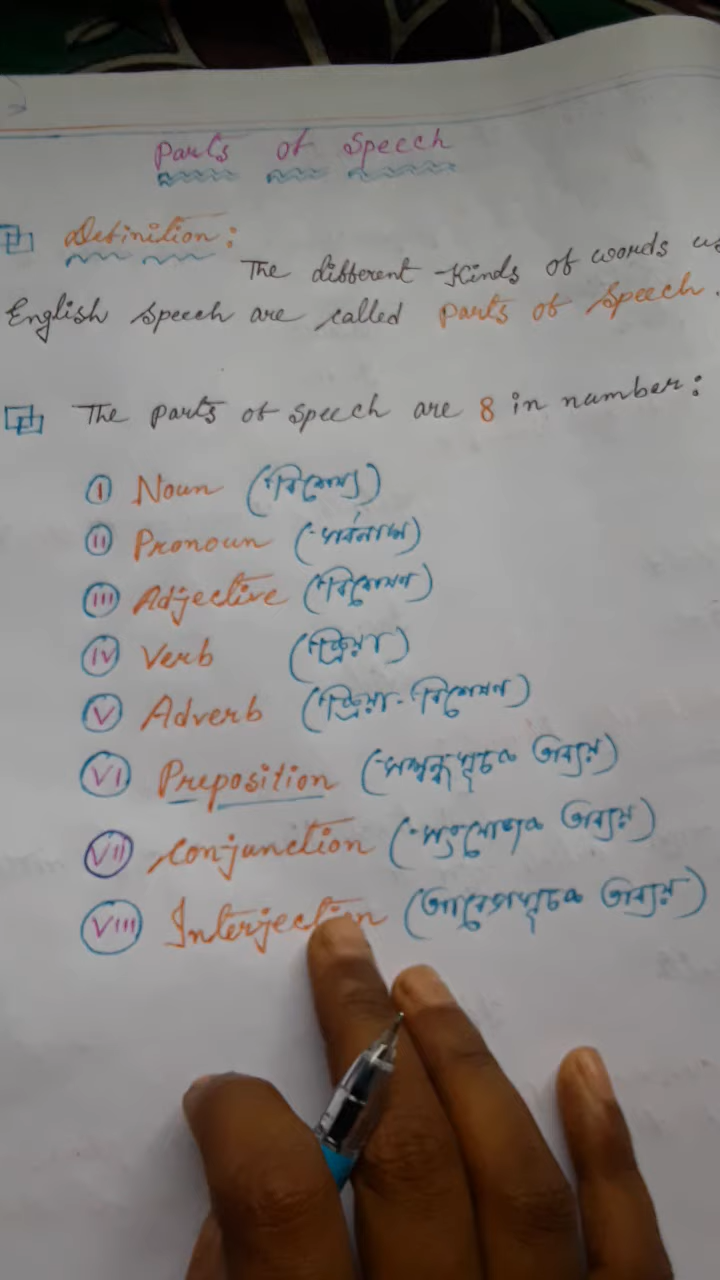 Parts of Speech
Definition:
The different kinds of words
English speech are called Parts of Speech.
The parts of speech are 8 in number:
I Noun (বিশেষ্য)
II Pronoun (সর্বনাম)
III Adjective (বিশেষণ)
IV Verb (ক্রিয়া)
V Adverb (ক্রিয়া-বিশেষণ)
VI Preposition (সম্বন্ধসূচক অব্যয়)
VII Conjunction (সংযোজক অব্যয়)
VIII Interjection (আবেগসূচক অব্যয়)